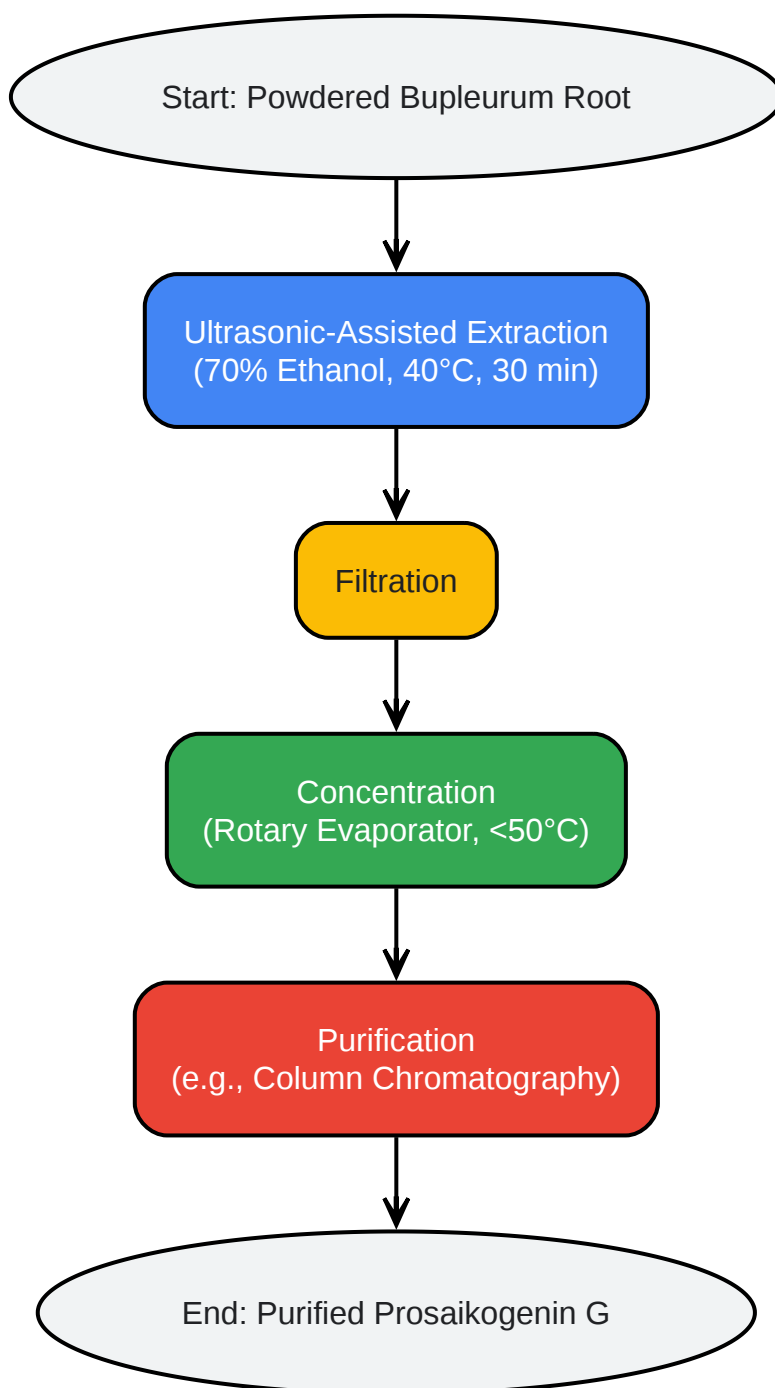 Start: Powdered Bupleurum Root
Ultrasonic-Assisted Extraction
(70% Ethanol, 40°C, 30 min)
Filtration
Concentration
(Rotary Evaporator, <50°C)
Purification
(e.g., Column Chromatography)
End: Purified Prosaikogenin G